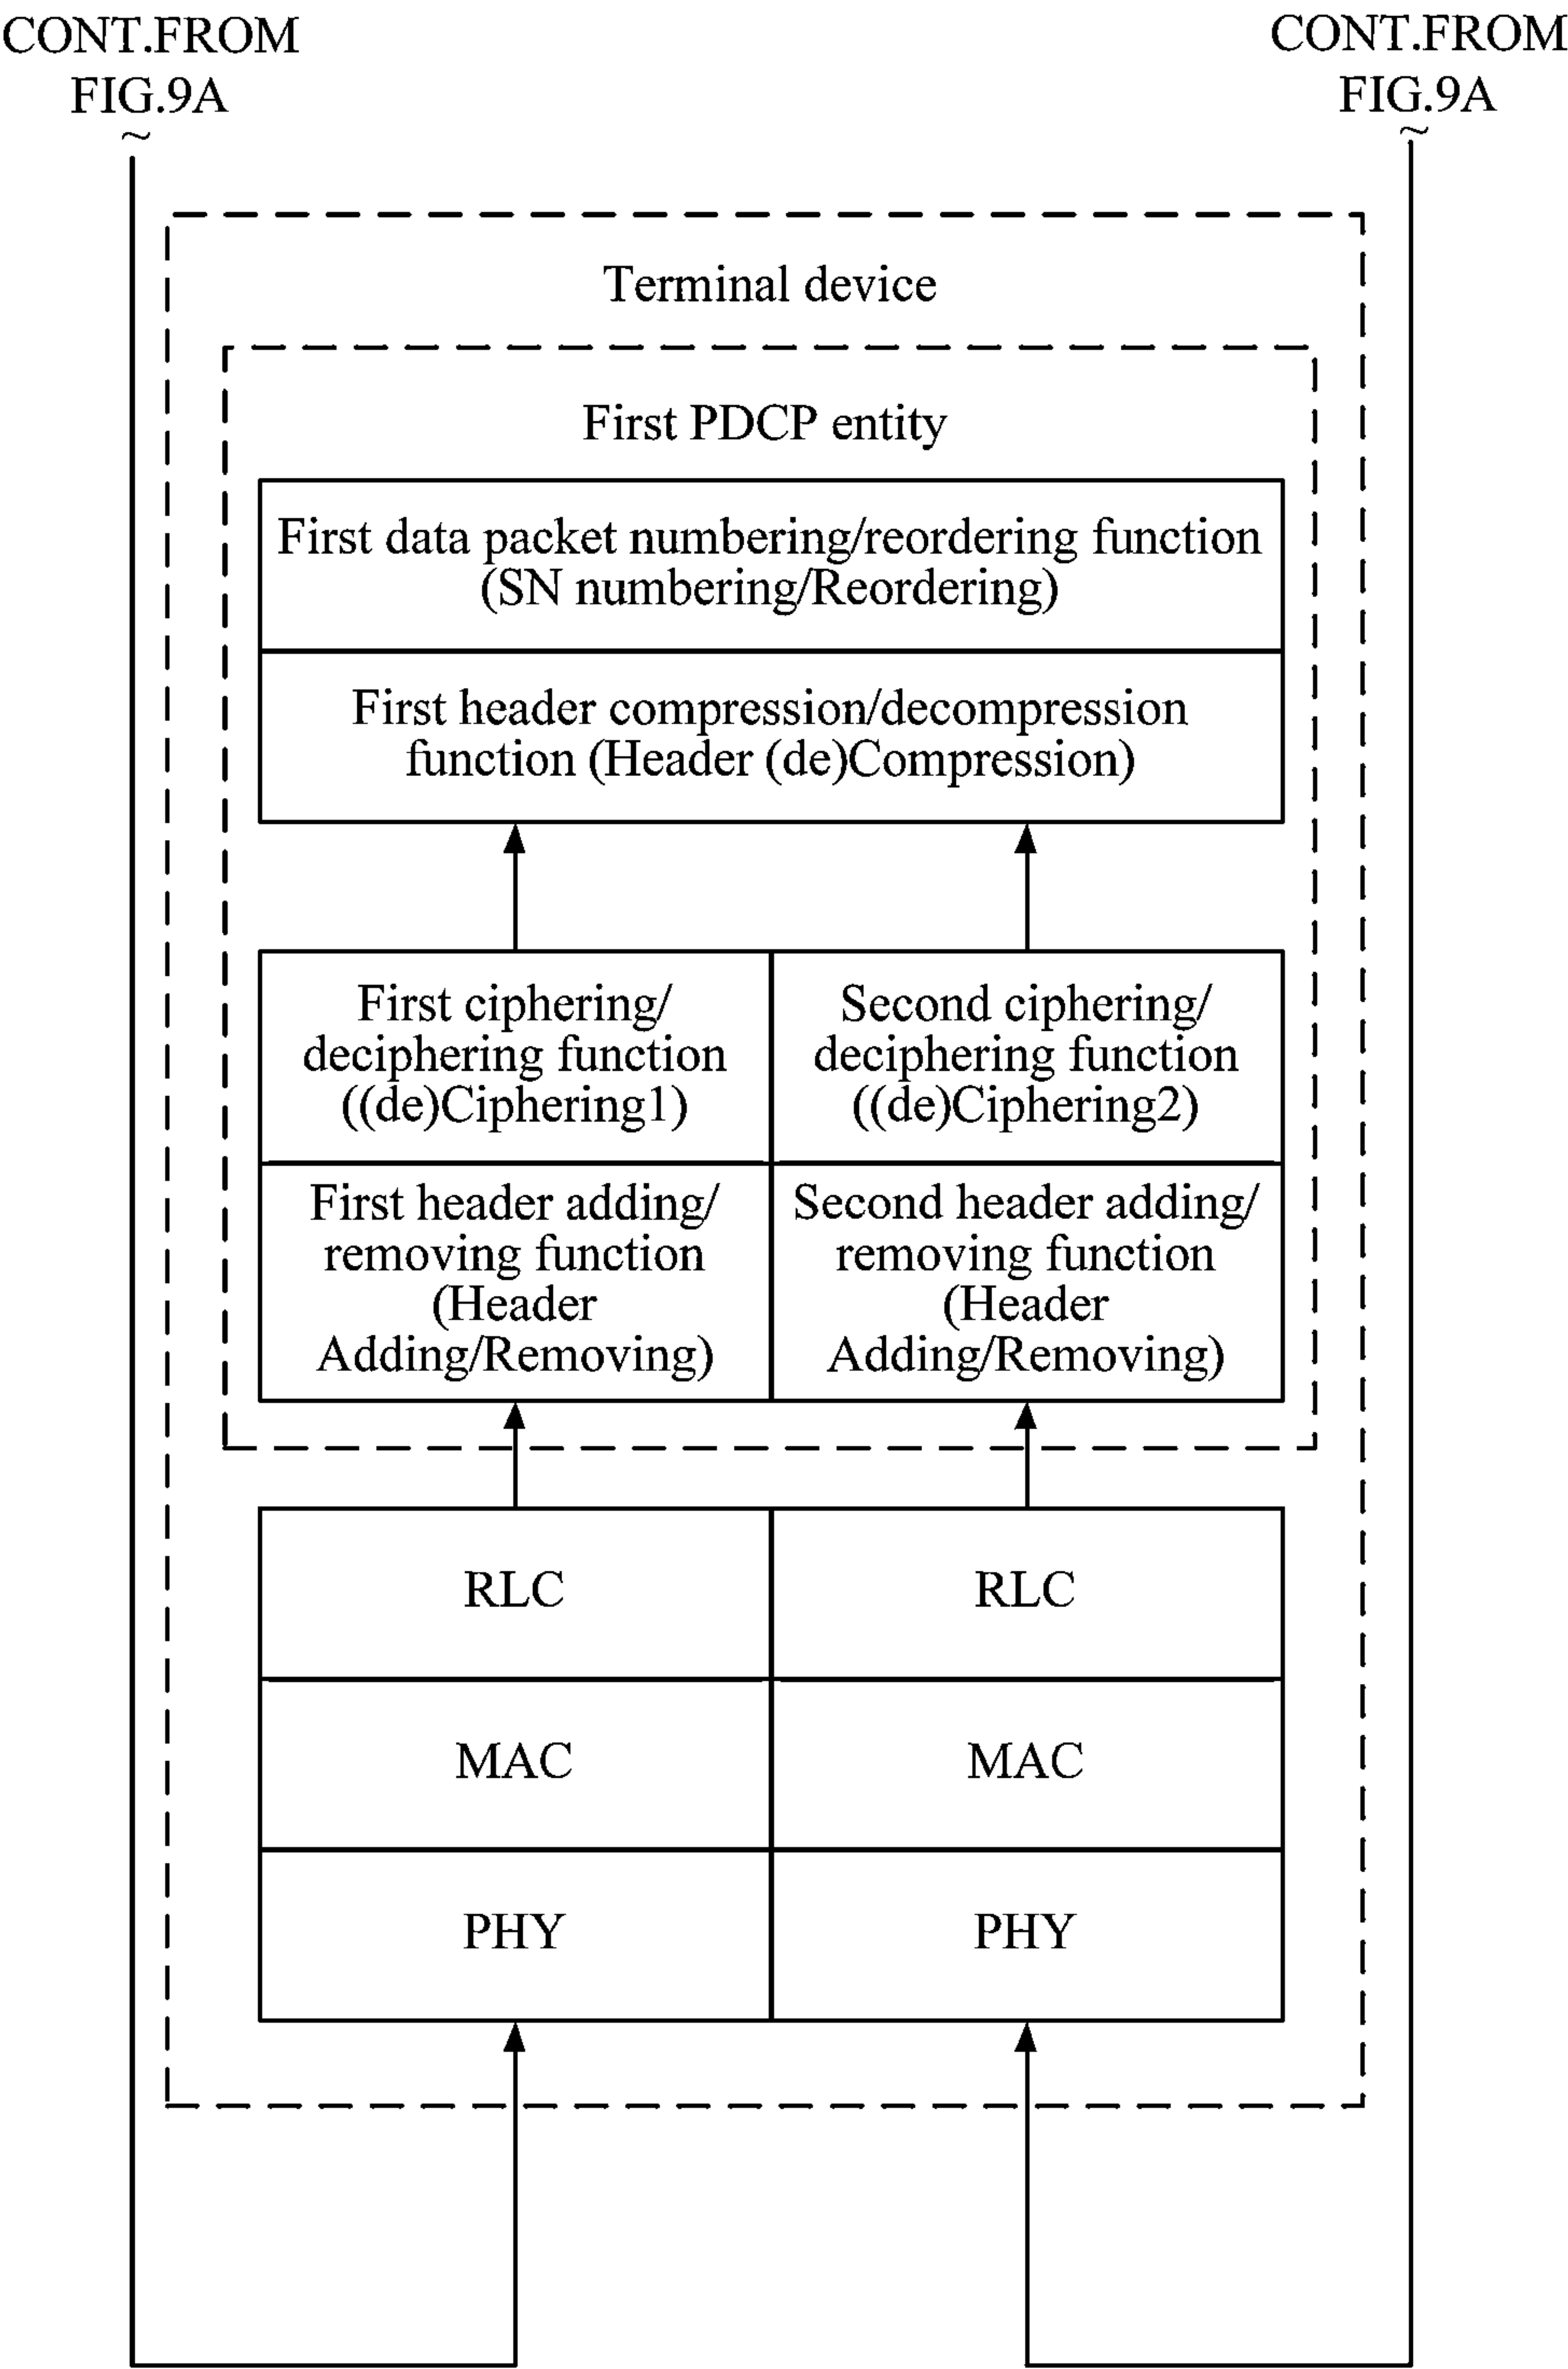 CONT.FROM
FIG.9A
CONT.FROM
FIG.9A
Terminal device
First PDCP entity
First data packet numbering/reordering function
(SN numbering/Reordering)
First header compression/decompression
function (Header (de)Compression)
First ciphering/
deciphering function
((de)Ciphering1)
Second ciphering/
deciphering function
((de)Ciphering2)
First header adding/
removing function
(Header
Adding/Removing)
Second header adding/
removing function
(Header
Adding/Removing)
RLC
RLC
MAC
MAC
PHY
PHY